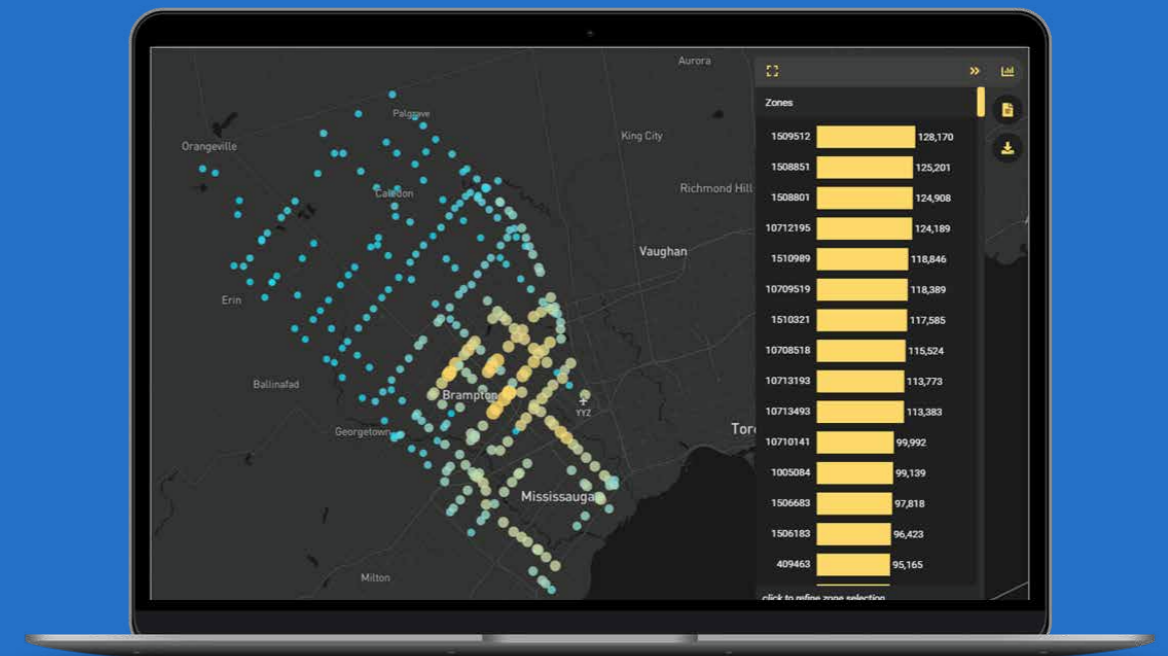 Aurora
Palgrave
Orangeville
King City
Caledon
Richmond Hill
Vaughan
Erin
Ballinafad
Brampton
YYZ
Georgetown
Mississauga
Milton
Zones
1509512 128,170
1508851 125,201
1508801 124,908
10712195 124,189
1510989 118,846
10709519 118,389
1510321 117,585
10708518 115,524
10713193 113,773
10713493 113,383
10710141 99,992
1005084 99,139
1506683 97,818
1506183 96,423
409463 95,165
click to refine zone selection